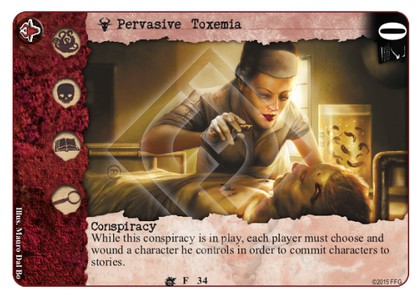 Pervasive Toxemia
0
Conspiracy
While this conspiracy is in play, each player must choose and
wound a character he controls in order to commit characters to
stories.
Illus. Mauro Dal Bo
F 34
©2015 FFG